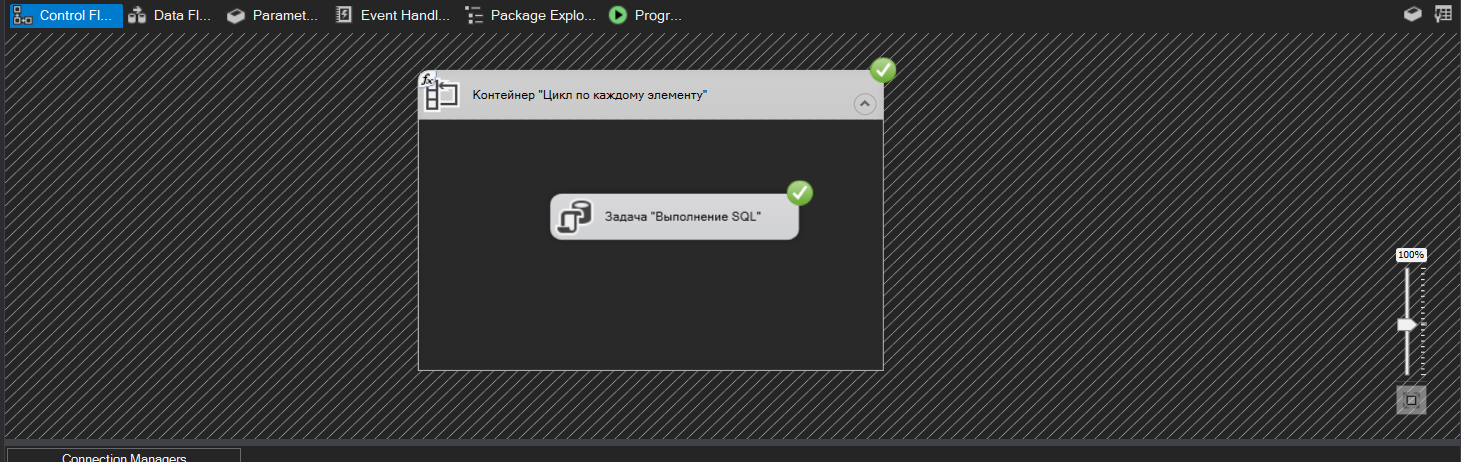 Control Fl... Data Fl... Paramet... Event Handl... Package Explo... Progr...
fx
Контейнер "Цикл по каждому элементу"
Задача "Выполнение SQL"
100%
Connection Managers